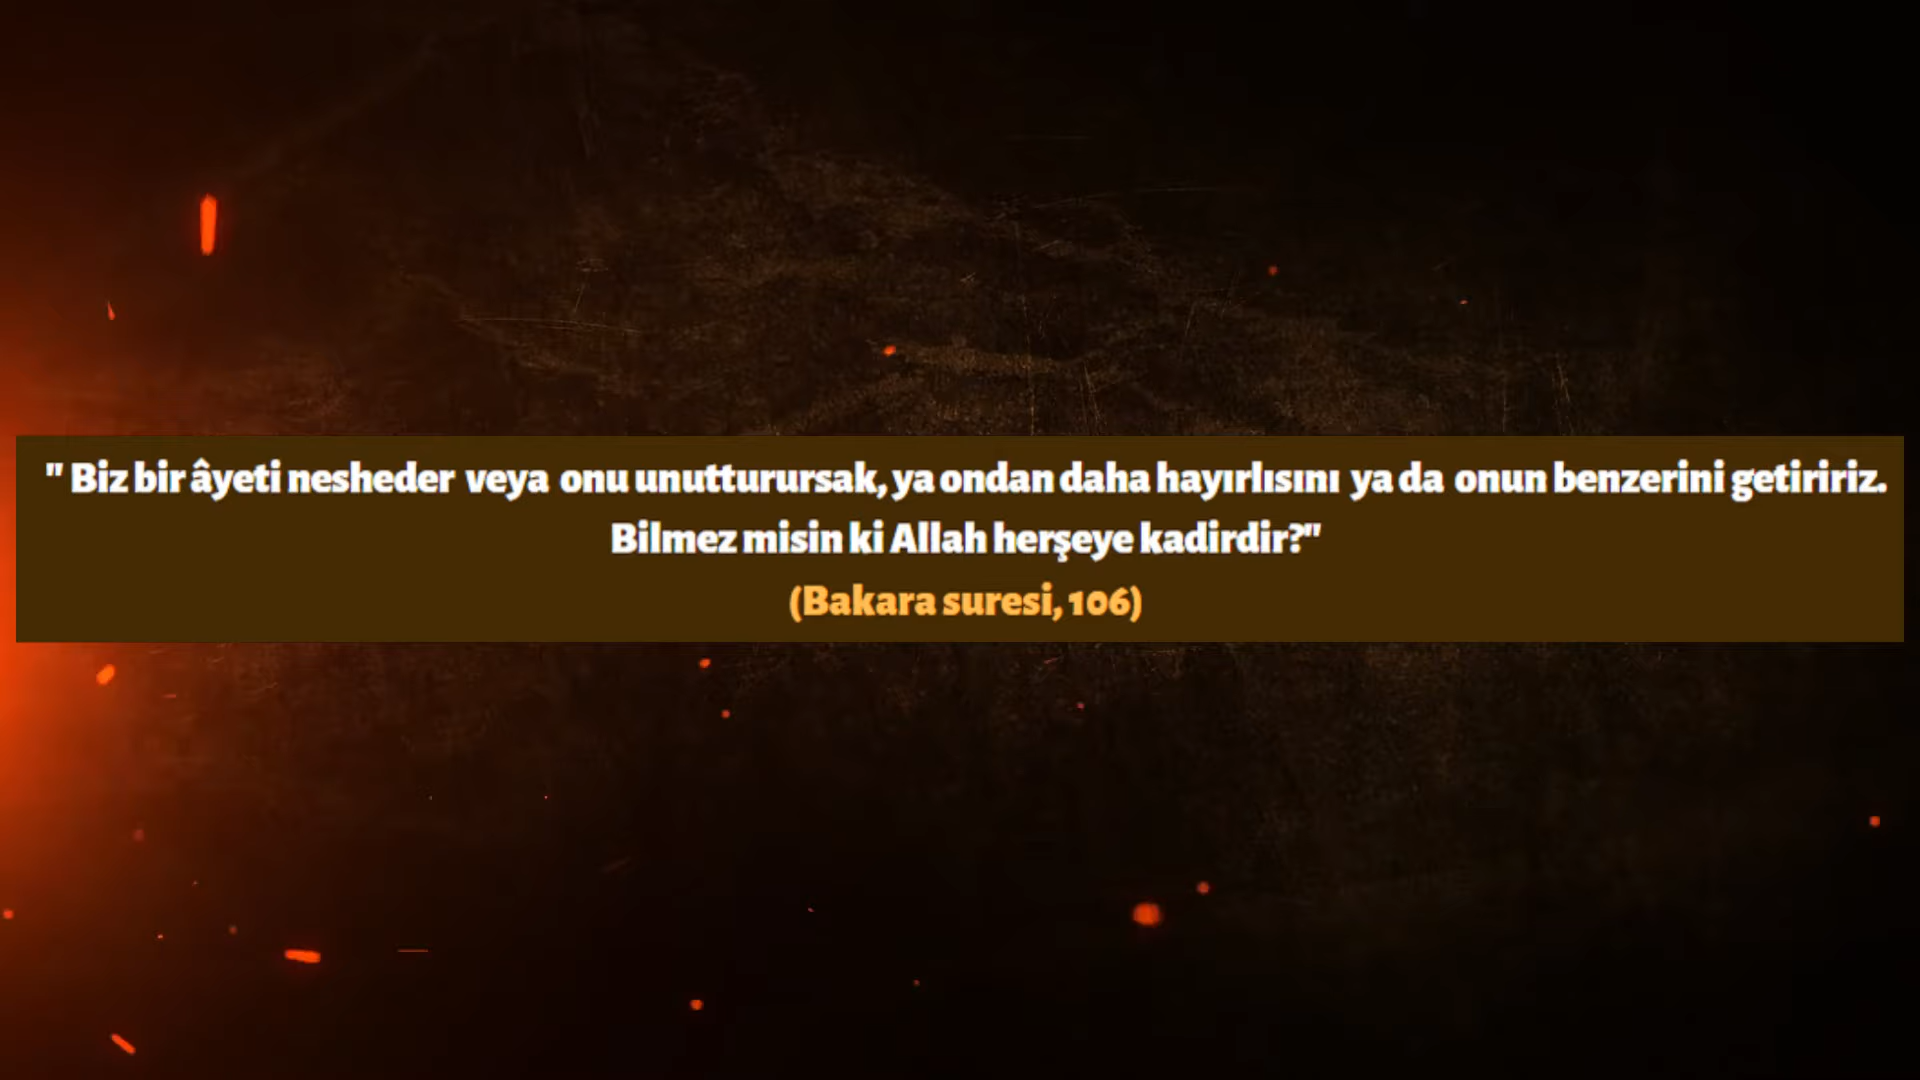 " Biz bir âyeti nesheder veya onu unutturursak, ya ondan daha hayırlısını ya da onun benzerini getiririz.
Bilmez misin ki Allah herşeye kadirdir?"
(Bakara suresi, 106)